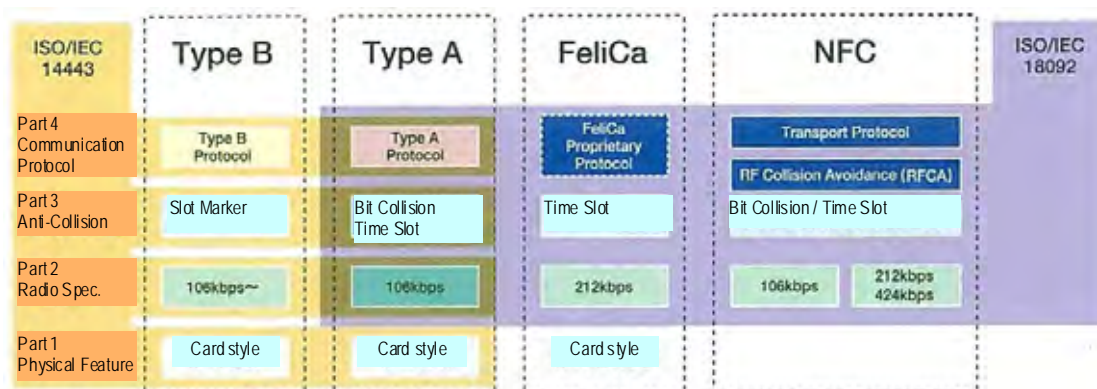 ISO/IEC
14443
Type B
Type A
FeliCa
NFC
ISO/IEC
18092
Part 4
Communication
Protocol
Type B
Protocol
Type A
Protocol
FeliCa
Proprietary
Protocol
Transport Protocol
RF Collision Avoidance (RFCA)
Part 3
Anti-Collision
Slot Marker
Bit Collision
Time Slot
Time Slot
Bit Collision / Time Slot
Part 2
Radio Spec.
106kbps~
106kbps
212kbps
106kbps
212kbps
424kbps
Part 1
Physical Feature
Card style
Card style
Card style